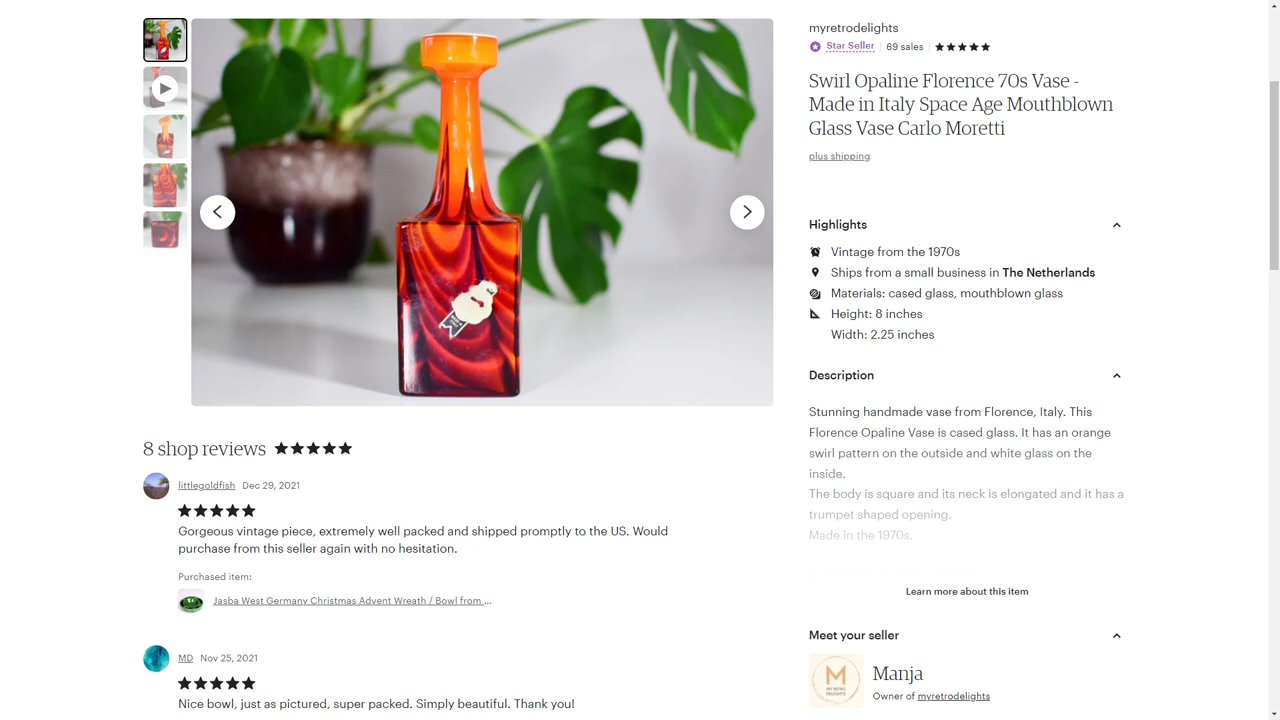 myretrodelights
Star Seller
69 sales
Swirl Opaline Florence 70s Vase -
Made in Italy Space Age Mouthblown
Glass Vase Carlo Moretti
plus shipping
Highlights
Vintage from the 1970s
Ships from a small business in The Netherlands
Materials: cased glass, mouthblown glass
Height: 8 inches
Width: 2.25 inches
Description
Stunning handmade vase from Florence, Italy. This
Florence Opaline Vase is cased glass. It has an orange
swirl pattern on the outside and white glass on the
inside.
The body is square and its neck is elongated and it has a
trumpet shaped opening.
Made in the 1970s.
Learn more about this item
Meet your seller
M
MY RETRO
DELIGHTS
Manja
Owner of myretrodelights
8 shop reviews
littlegoldfish Dec 29, 2021
Gorgeous vintage piece, extremely well packed and shipped promptly to the US. Would
purchase from this seller again with no hesitation.
Purchased item:
Jasba West Germany Christmas Advent Wreath / Bowl from ...
MD Nov 25, 2021
Nice bowl, just as pictured, super packed. Simply beautiful. Thank you!